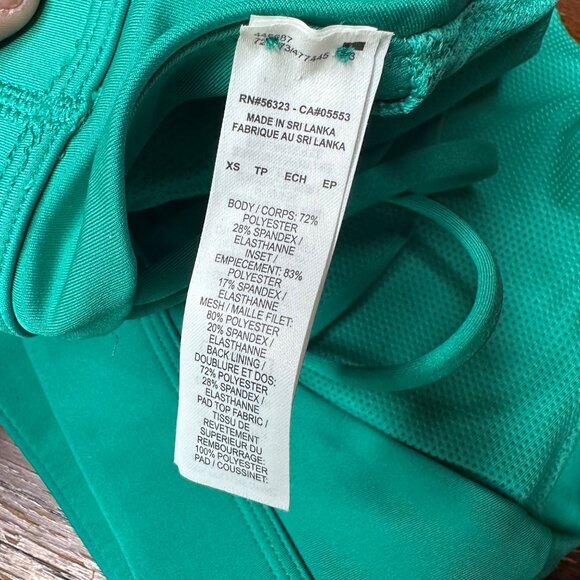 RN#56323 - CA#05553
MADE IN SRI LANKA
FABRIQUE AU SRI LANKA
XS TP ECH EP
BODY / CORPS: 72%
POLYESTER
28% SPANDEX /
ELASTHANNE
INSET /
EMPIECEMENT: 83%
POLYESTER
17% SPANDEX /
ELASTHANNE
MESH / MAILLE FILET:
80% POLYESTER
20% SPANDEX /
ELASTHANNE
BACK LINING /
DOUBLURE ET DOS:
72% POLYESTER
28% SPANDEX /
ELASTHANNE
PAD TOP FABRIC /
TISSU DE
REVETEMENT
SUPERIEUR DU
REMBOURRAGE:
100% POLYESTER
PAD / COUSSINET: